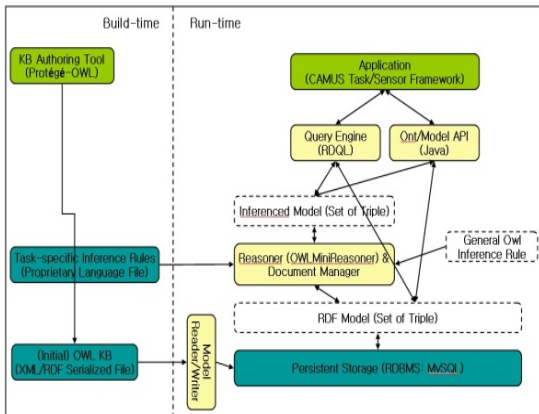 Build-time
Run-time
KB Authoring Tool
(Protégé-OWL)
Application
(CAMUS Task/Sensor Framework)
Query Engine
(RDQL)
Ont/Model API
(Java)
Inferenced Model (Set of Triple)
General Owl
Inference Rule
Task-specific Inference Rules
(Proprietary Language File)
Reasoner (OWLMiniReasoner) &
Document Manager
RDF Model (Set of Triple)
(Initial) OWL KB
(XML/RDF Serialized File)
Model
Reader/Writer
Persistent Storage (RDBMS: MySQL)